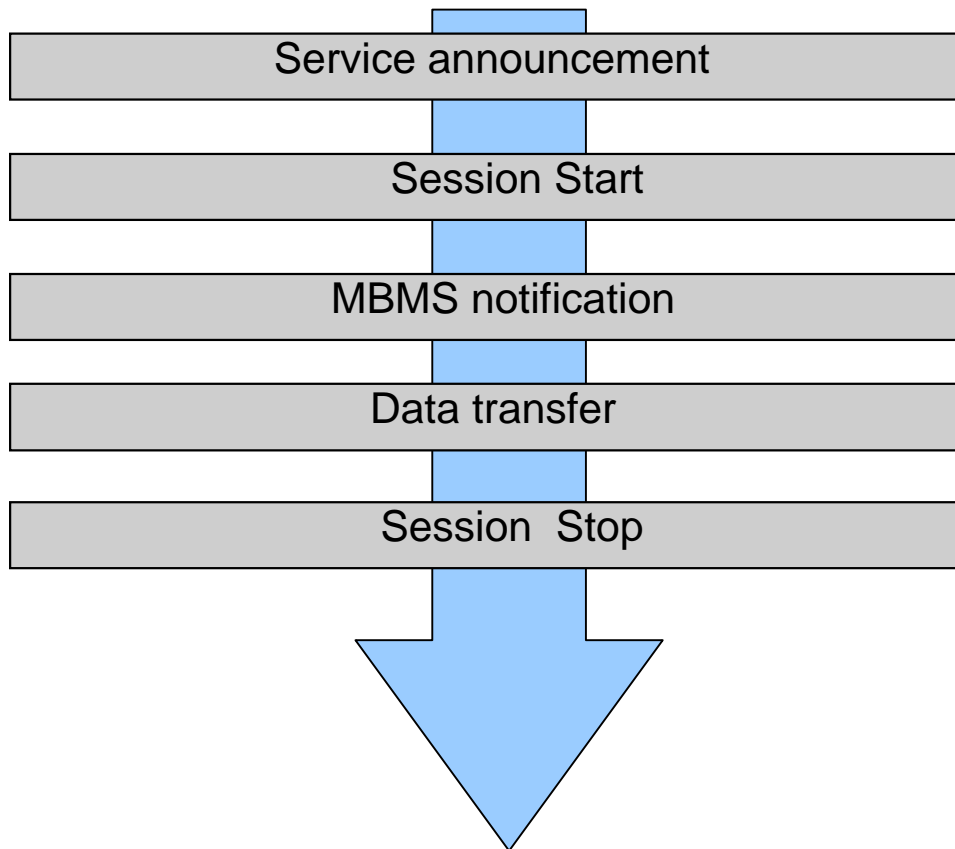 Service announcement
Session Start
MBMS notification
Data transfer
Session  Stop